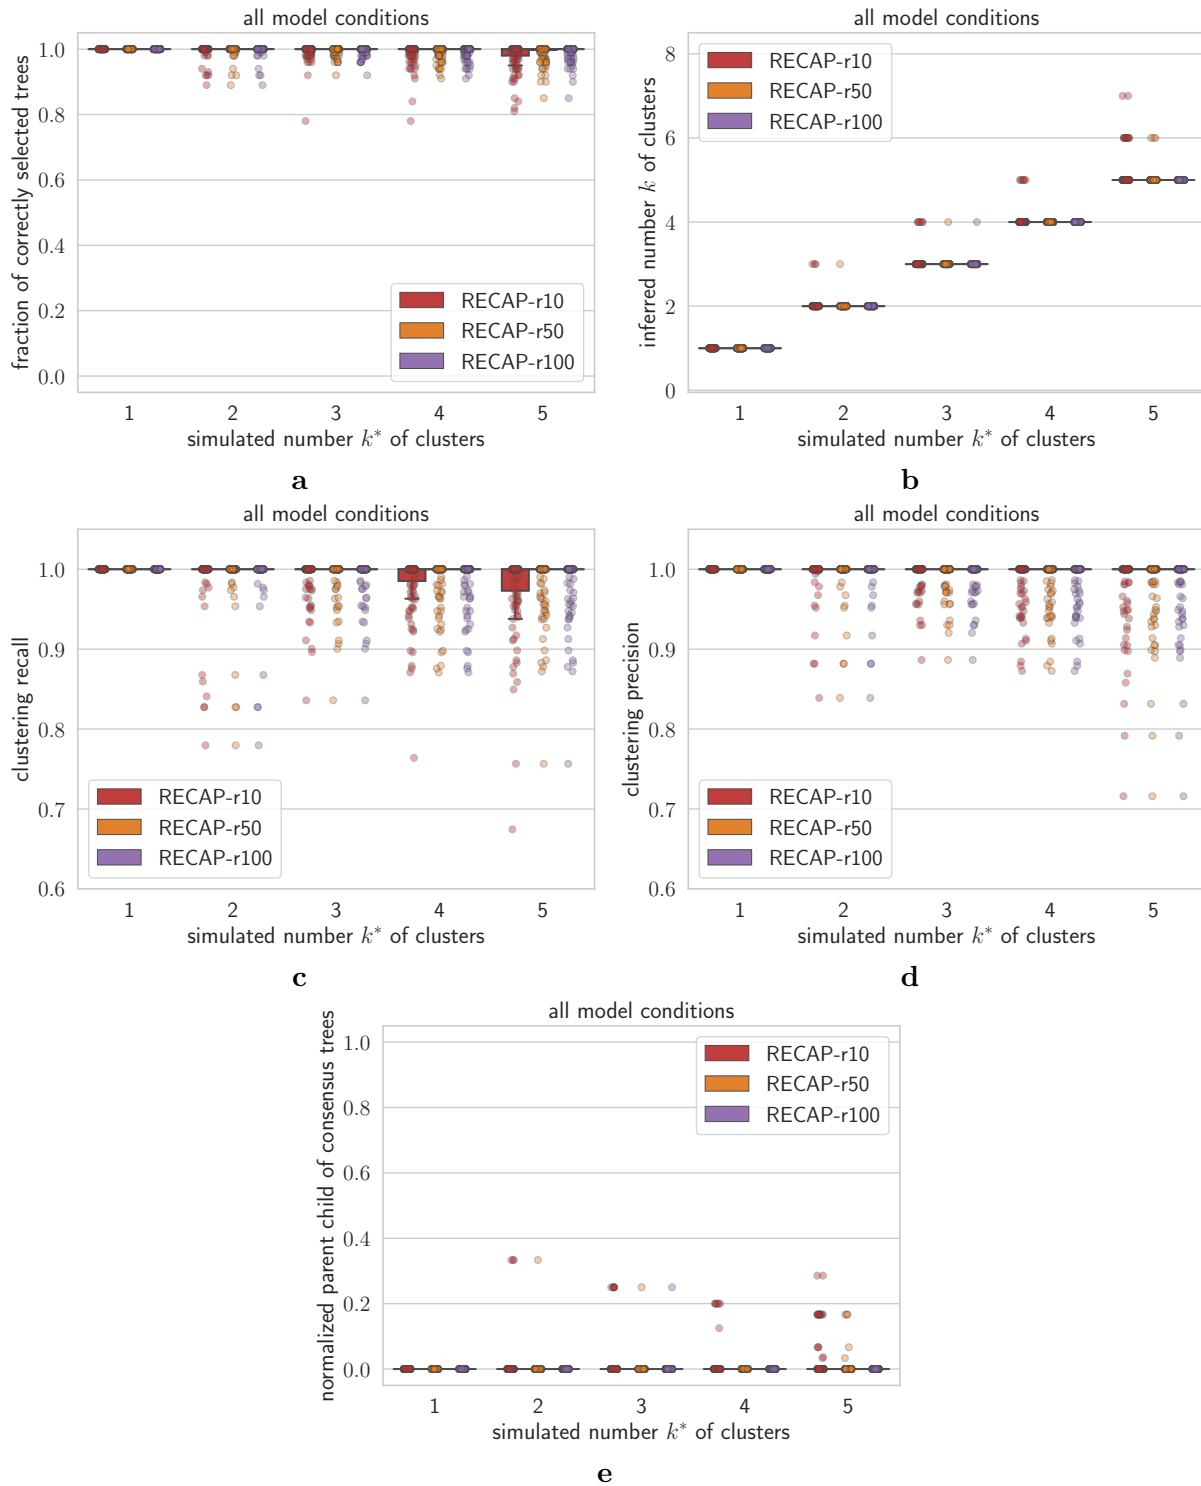 all model conditions
fraction of correctly selected trees
1.0
0.8
0.6
0.4
0.2
0.0
RECAP-r10
RECAP-r50
RECAP-r100
1 2 3 4 5
simulated number k* of clusters
a
all model conditions
inferred number k of clusters
8
6
4
2
0
RECAP-r10
RECAP-r50
RECAP-r100
1 2 3 4 5
simulated number k* of clusters
b
all model conditions
clustering recall
1.0
0.9
0.8
0.7
0.6
RECAP-r10
RECAP-r50
RECAP-r100
1 2 3 4 5
simulated number k* of clusters
c
all model conditions
clustering precision
1.0
0.9
0.8
0.7
0.6
RECAP-r10
RECAP-r50
RECAP-r100
1 2 3 4 5
simulated number k* of clusters
d
all model conditions
normalized parent child of consensus trees
1.0
0.8
0.6
0.4
0.2
0.0
RECAP-r10
RECAP-r50
RECAP-r100
1 2 3 4 5
simulated number k* of clusters
e